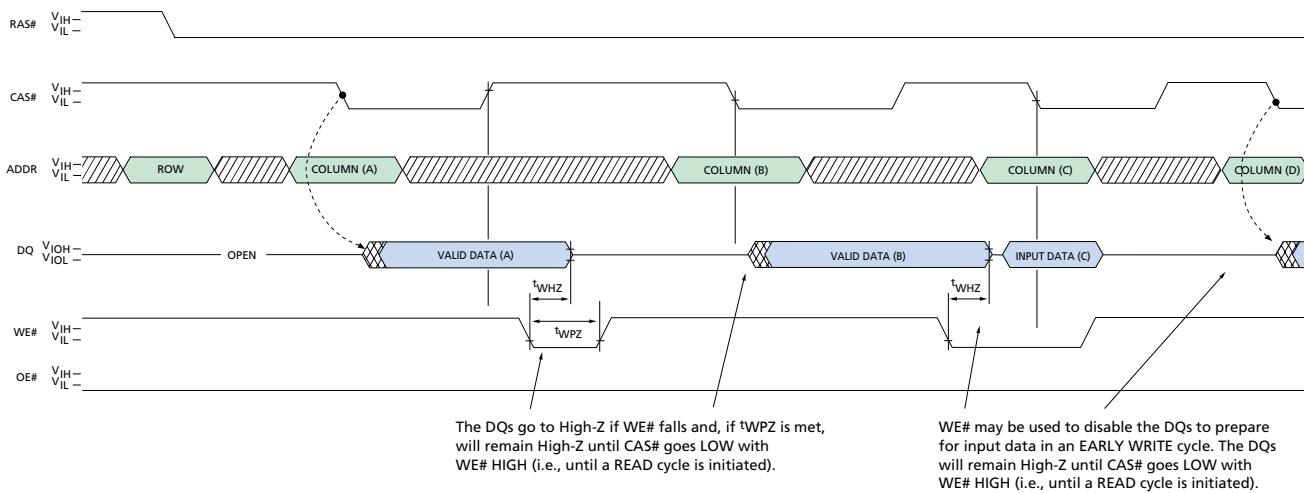 RAS# VIH
VIL
CAS# VIH
VIL
ADDR VIH
VIL
ROW
COLUMN (A)
COLUMN (B)
COLUMN (C)
COLUMN (D)
DQ VIOH
VIOL
OPEN
VALID DATA (A)
VALID DATA (B)
INPUT DATA (C)
tWHZ
tWHZ
tWPZ
WE# VIH
VIL
OE# VIH
VIL
The DQs go to High-Z if WE# falls and, if tWPZ is met,
will remain High-Z until CAS# goes LOW with
WE# HIGH (i.e., until a READ cycle is initiated).
WE# may be used to disable the DQs to prepare
for input data in an EARLY WRITE cycle. The DQs
will remain High-Z until CAS# goes LOW with
WE# HIGH (i.e., until a READ cycle is initiated).